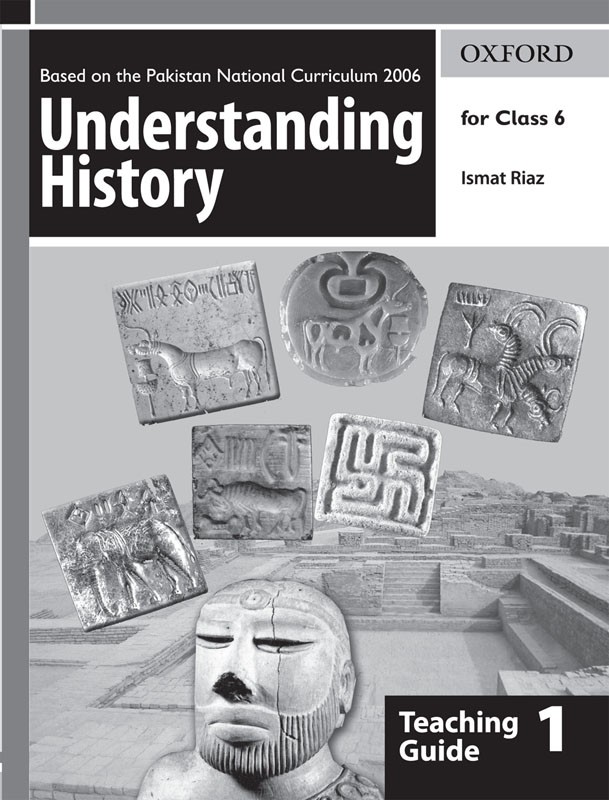 Based on the Pakistan National Curriculum 2006
Understanding
History
OXFORD
for Class 6
Ismat Riaz
Teaching
Guide
1